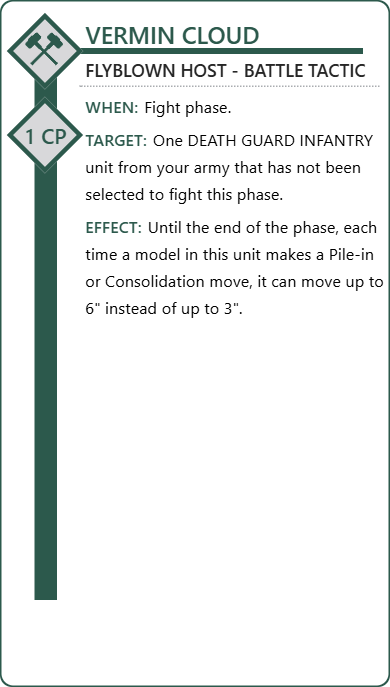 VERMIN CLOUD
FLYBLOWN HOST - BATTLE TACTIC
1 CP
WHEN: Fight phase.
TARGET: One DEATH GUARD INFANTRY
unit from your army that has not been
selected to fight this phase.
EFFECT: Until the end of the phase, each
time a model in this unit makes a Pile-in
or Consolidation move, it can move up to
6" instead of up to 3".